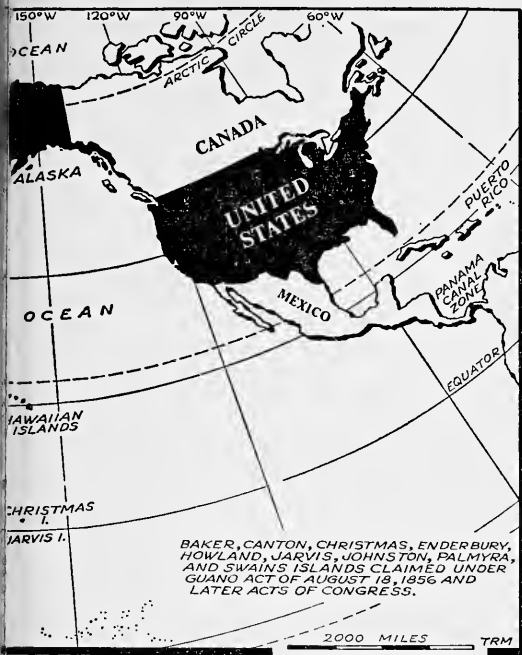 150°W 120°W 90°W 60°W
OCEAN
ARCTIC CIRCLE
CANADA
ALASKA
UNITED
STATES
PUERTO
RICO
PANAMA
CANAL
ZONE
MEXICO
OCEAN
EQUATOR
HAWAIIAN
ISLANDS
CHRISTMAS
I.
JARVIS I.
BAKER, CANTON, CHRISTMAS, ENDERBURY,
HOWLAND, JARVIS, JOHNSTON, PALMYRA,
AND SWAINS ISLANDS CLAIMED UNDER
GUANO ACT OF AUGUST 18, 1856 AND
LATER ACTS OF CONGRESS.
2000 MILES TRM